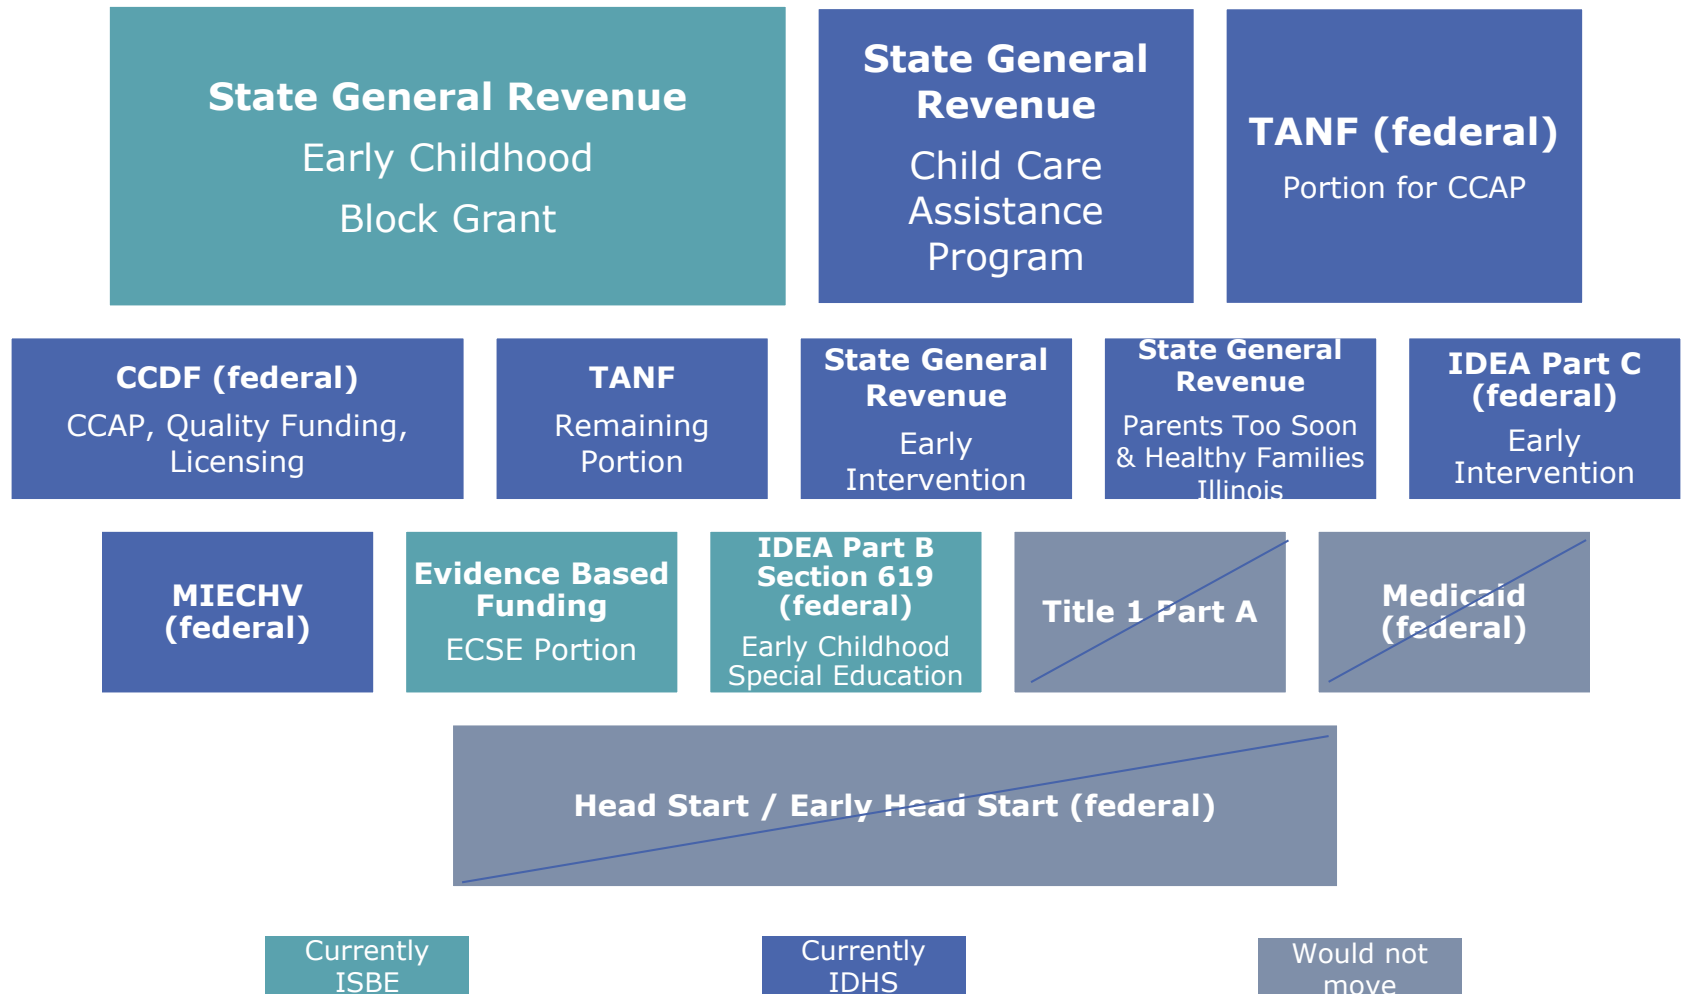 State General Revenue
Early Childhood
Block Grant
State General
Revenue
Child Care
Assistance
Program
TANF (federal)
Portion for CCAP
CCDF (federal)
CCAP, Quality Funding,
Licensing
TANF
Remaining
Portion
State General
Revenue
Early
Intervention
State General
Revenue
Parents Too Soon
& Healthy Families
Illinois
IDEA Part C
(federal)
Early
Intervention
MIECHV
(federal)
Evidence Based
Funding
ECSE Portion
IDEA Part B
Section 619
(federal)
Early Childhood
Special Education
Title 1 Part A
Medicaid
(federal)
Head Start / Early Head Start (federal)
Currently
ISBE
Currently
IDHS
Would not
move